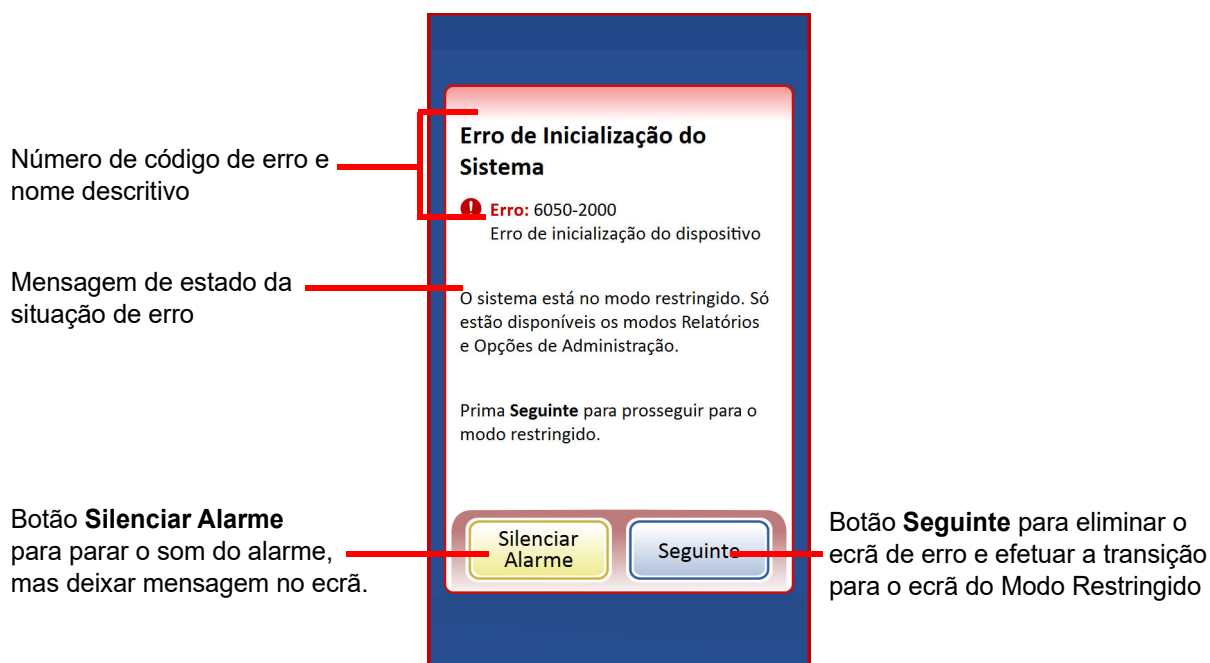 Número de código de erro e
nome descritivo
Mensagem de estado da
situação de erro
Botão Silenciar Alarme
para parar o som do alarme,
mas deixar mensagem no ecrã.
Erro de Inicialização do
Sistema
Erro: 6050-2000
Erro de inicialização do dispositivo
O sistema está no modo restringido. Só
estão disponíveis os modos Relatórios
e Opções de Administração.
Prima Seguinte para prosseguir para o
modo restringido.
Silenciar
Alarme
Seguinte
Botão Seguinte para eliminar o
ecrã de erro e efetuar a transição
para o ecrã do Modo Restringido